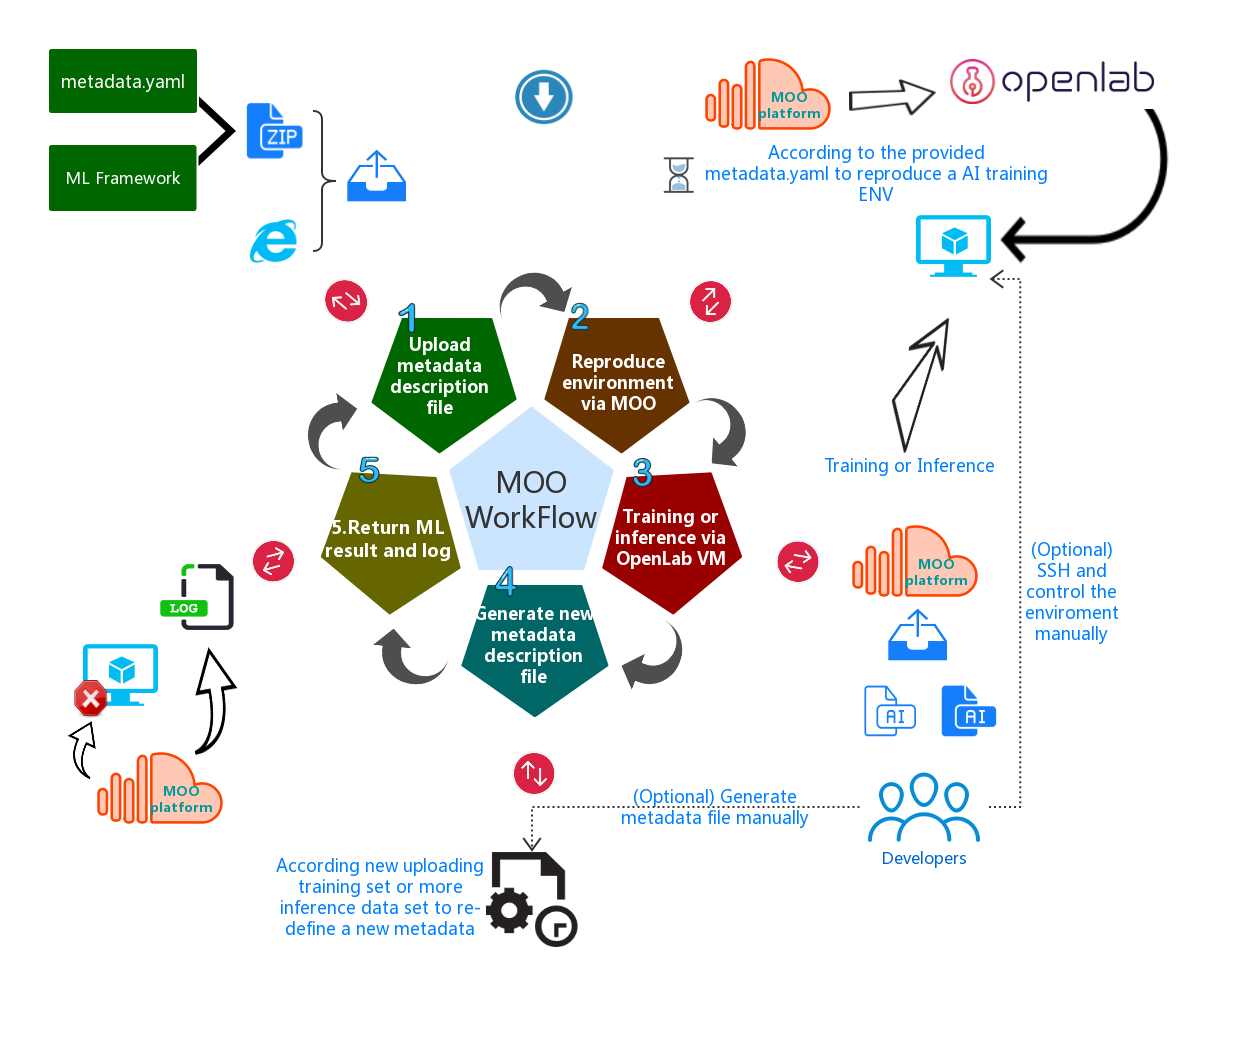 metadata.yaml
ML Framework
ZIP
MOO
platform
openlab
According to the provided
metadata.yaml to reproduce a AI training
ENV
1
Upload
metadata
description
file
2
Reproduce
environment
via MOO
MOO
WorkFlow
3
Training or
inference via
OpenLab VM
4
Generate new
metadata
description
file
5
5.Return ML
result and log
Training or Inference
MOO
platform
AI
AI
(Optional)
SSH and
control the
enviroment
manually
Developers
(Optional) Generate
metadata file manually
According new uploading
training set or more
inference data set to re-
define a new metadata
LOG
MOO
platform